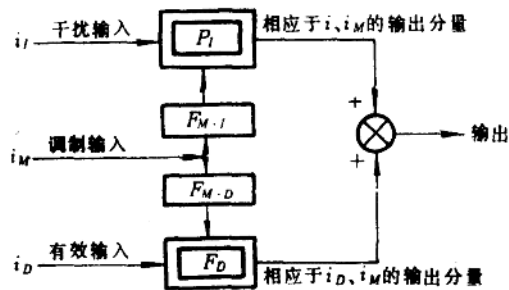 i_I 干扰输入
P_I
相应于i、i_M的输出分量
F_{M·I}
+
i_M 调制输入
输出
+
F_{M·D}
i_D 有效输入
F_D
相应于i_D、i_M的输出分量